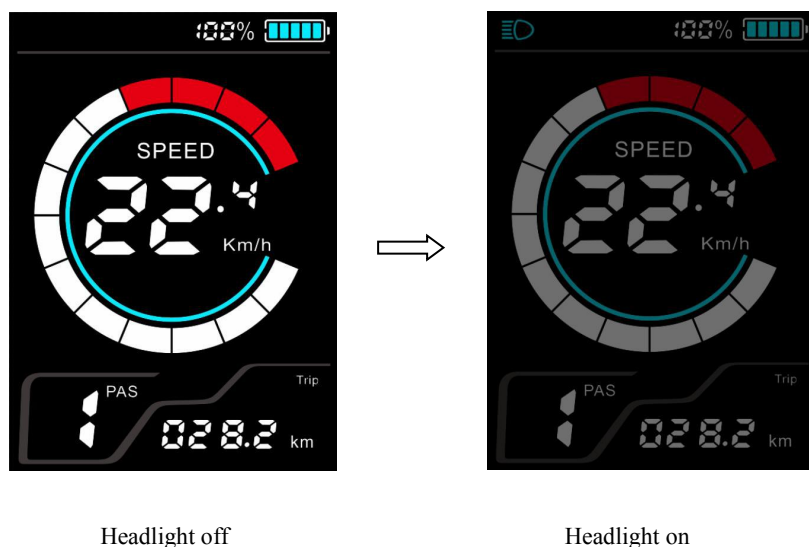 100%
SPEED
22.4
Km/h
PAS
1
Trip
028.2 km
100%
SPEED
22.4
Km/h
PAS
1
Trip
028.2 km
Headlight off
Headlight on